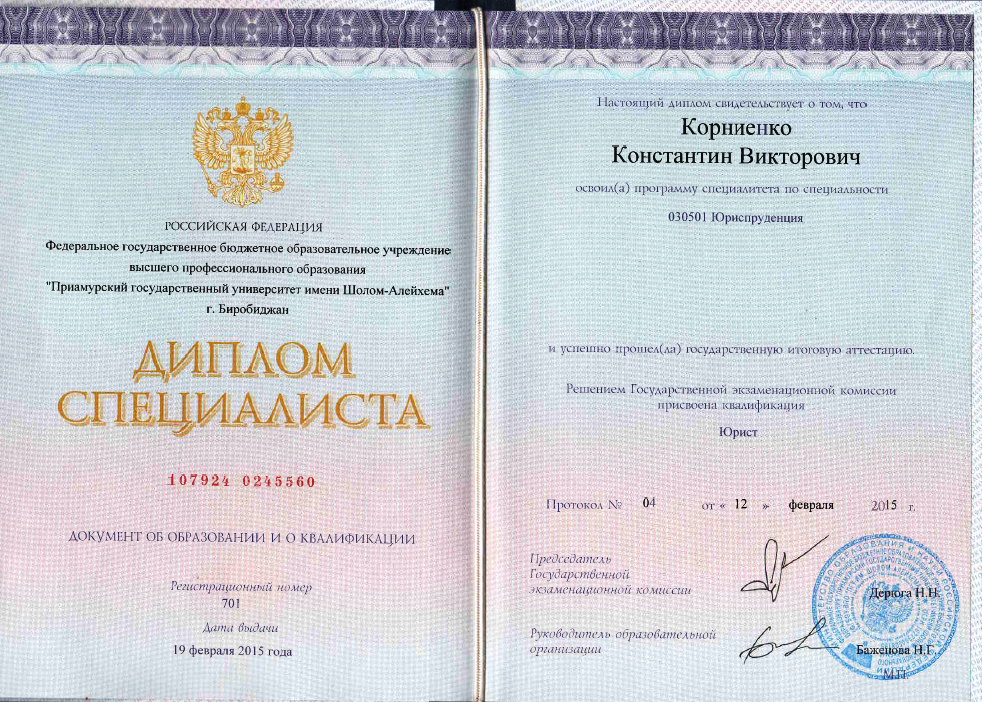 РОССИЙСКАЯ ФЕДЕРАЦИЯ
Федеральное государственное бюджетное образовательное учреждение
высшего профессионального образования
"Приамурский государственный университет имени Шолом-Алейхема"
г. Биробиджан
ДИПЛОМ
СПЕЦИАЛИСТА
107924 0245560
ДОКУМЕНТ ОБ ОБРАЗОВАНИИ И О КВАЛИФИКАЦИИ
Регистрационный номер
701
Дата выдачи
19 февраля 2015 года
Настоящий диплом свидетельствует о том, что
Корниенко
Константин Викторович
освоил(а) программу специалитета по специальности
030501 Юриспруденция
и успешно прошел(ла) государственную итоговую аттестацию.
Решением Государственной экзаменационной комиссии
присвоена квалификация
Юрист
Протокол № 04 от « 12 » февраля 2015 г.
Председатель
Государственной
экзаменационной комиссии
Дерюга Н.Н.
Руководитель образовательной
организации
Баженова Н.Г.
М.П.